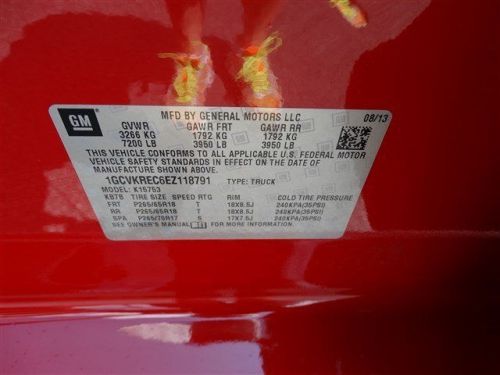 GM
MFD BY GENERAL MOTORS LLC
08/13
GVWR GAWR FRT GAWR RR
3266 KG 1792 KG 1792 KG
7200 LB 3950 LB 3950 LB
THIS VEHICLE CONFORMS TO ALL APPLICABLE U.S. FEDERAL MOTOR
VEHICLE SAFETY STANDARDS IN EFFECT ON THE DATE OF
MANUFACTURE SHOWN ABOVE.
1GCVKREC6EZ118791 TYPE: TRUCK
MODEL: K15753
KBTB TIRE SIZE SPEED RTG RIM COLD TIRE PRESSURE
FRT P265/65R18 T 18X8.5J 240KPA(35PSI)
RR P265/65R18 T 18X8.5J 240KPA(35PSI)
SPA P265/70R17 S 17X7.5J 240KPA(35PSI)
SEE OWNER'S MANUAL FOR MORE INFORMATION.